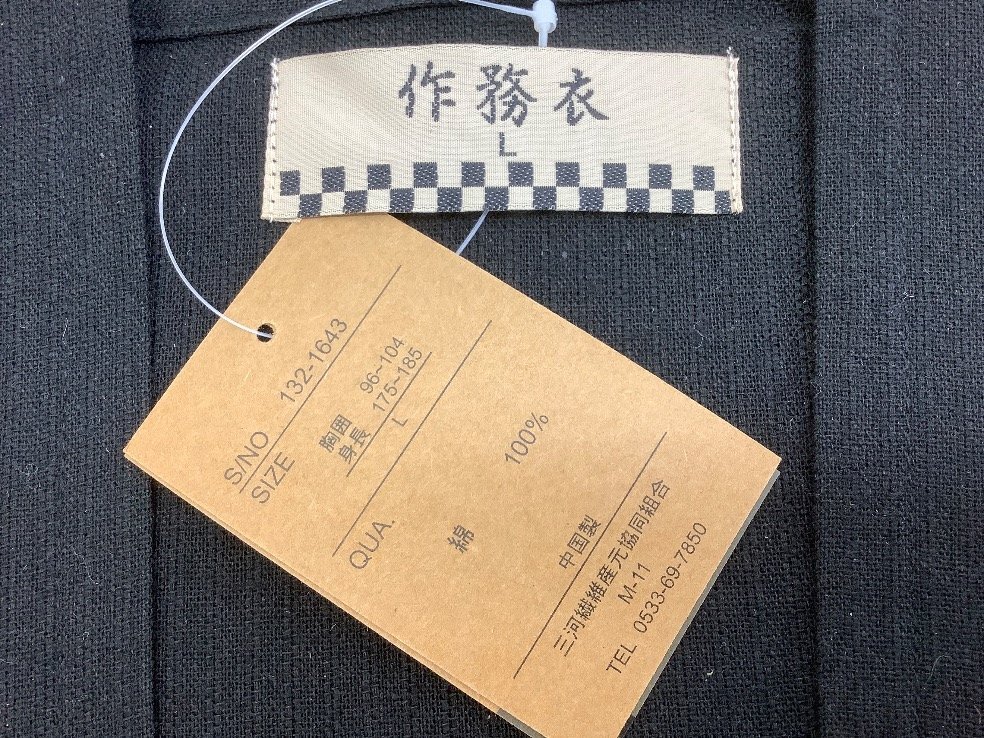 作務衣
L
S/NO 132-1643
SIZE
胸囲 96~104
身長 175~185
L
QUA.
綿 100%
中国製
三河繊維産元協同組合
M-11
TEL 0533-69-7850